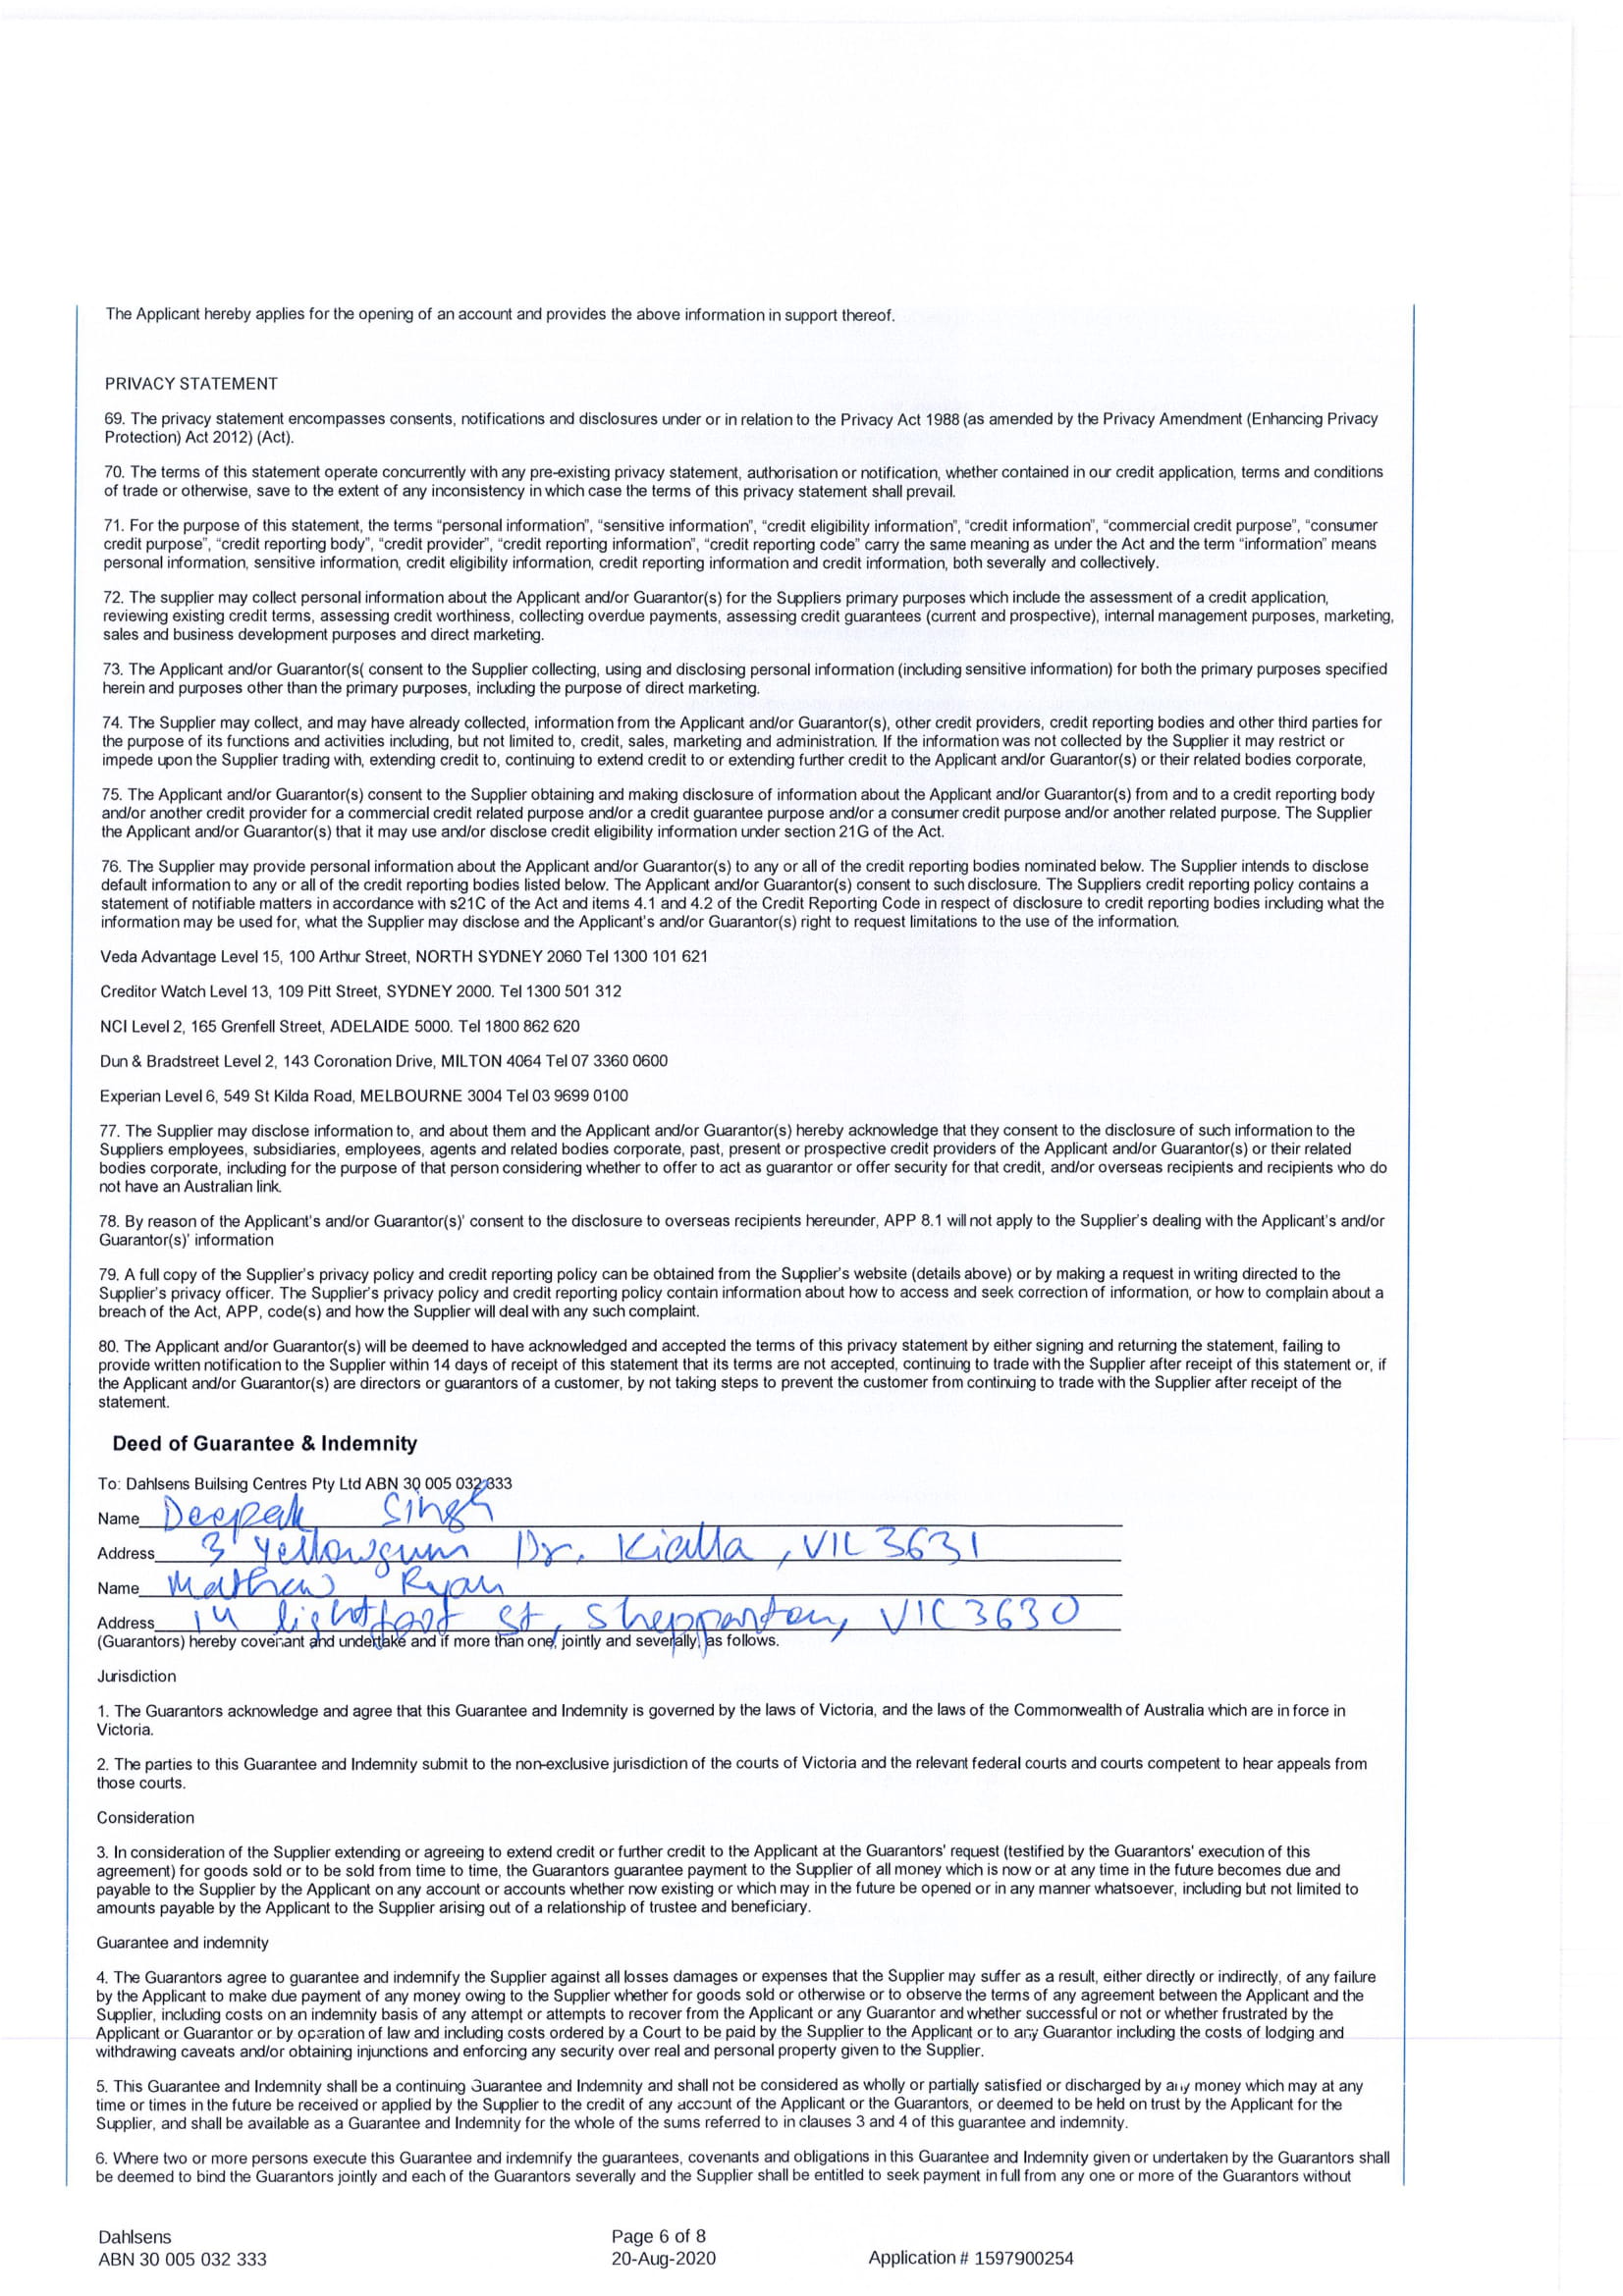 The Applicant hereby applies for the opening of an account and provides the above information in support thereof.
PRIVACY STATEMENT
69. The privacy statement encompasses consents, notifications and disclosures under or in relation to the Privacy Act 1988 (as amended by the Privacy Amendment (Enhancing Privacy
Protection) Act 2012) (Act).
70. The terms of this statement operate concurrently with any pre-existing privacy statement, authorisation or notification, whether contained in our credit application, terms and conditions
of trade or otherwise, save to the extent of any inconsistency in which case the terms of this privacy statement shall prevail.
71. For the purpose of this statement, the terms “personal information”, “sensitive information”, “credit eligibility information”, “credit information”, “commercial credit purpose”, “consumer
credit purpose”, “credit reporting body”, “credit provider”, “credit reporting information”, “credit reporting code” carry the same meaning as under the Act and the term “information” means
personal information, sensitive information, credit eligibility information, credit reporting information and credit information, both severally and collectively.
72. The supplier may collect personal information about the Applicant and/or Guarantor(s) for the Suppliers primary purposes which include the assessment of a credit application,
reviewing existing credit terms, assessing credit worthiness, collecting overdue payments, assessing credit guarantees (current and prospective), internal management purposes, marketing,
sales and business development purposes and direct marketing.
73. The Applicant and/or Guarantor(s( consent to the Supplier collecting, using and disclosing personal information (including sensitive information) for both the primary purposes specified
herein and purposes other than the primary purposes, including the purpose of direct marketing.
74. The Supplier may collect, and may have already collected, information from the Applicant and/or Guarantor(s), other credit providers, credit reporting bodies and other third parties for
the purpose of its functions and activities including, but not limited to, credit, sales, marketing and administration. If the information was not collected by the Supplier it may restrict or
impede upon the Supplier trading with, extending credit to, continuing to extend credit to or extending further credit to the Applicant and/or Guarantor(s) or their related bodies corporate,
75. The Applicant and/or Guarantor(s) consent to the Supplier obtaining and making disclosure of information about the Applicant and/or Guarantor(s) from and to a credit reporting body
and/or another credit provider for a commercial credit related purpose and/or a credit guarantee purpose and/or a consumer credit purpose and/or another related purpose. The Supplier
the Applicant and/or Guarantor(s) that it may use and/or disclose credit eligibility information under section 21G of the Act.
76. The Supplier may provide personal information about the Applicant and/or Guarantor(s) to any or all of the credit reporting bodies nominated below. The Supplier intends to disclose
default information to any or all of the credit reporting bodies listed below. The Applicant and/or Guarantor(s) consent to such disclosure. The Suppliers credit reporting policy contains a
statement of notifiable matters in accordance with s21C of the Act and items 4.1 and 4.2 of the Credit Reporting Code in respect of disclosure to credit reporting bodies including what the
information may be used for, what the Supplier may disclose and the Applicant's and/or Guarantor(s) right to request limitations to the use of the information.
Veda Advantage Level 15, 100 Arthur Street, NORTH SYDNEY 2060 Tel 1300 101 621
Creditor Watch Level 13, 109 Pitt Street, SYDNEY 2000. Tel 1300 501 312
NCI Level 2, 165 Grenfell Street, ADELAIDE 5000. Tel 1800 862 620
Dun & Bradstreet Level 2, 143 Coronation Drive, MILTON 4064 Tel 07 3360 0600
Experian Level 6, 549 St Kilda Road, MELBOURNE 3004 Tel 03 9699 0100
77. The Supplier may disclose information to, and about them and the Applicant and/or Guarantor(s) hereby acknowledge that they consent to the disclosure of such information to the
Suppliers employees, subsidiaries, employees, agents and related bodies corporate, past, present or prospective credit providers of the Applicant and/or Guarantor(s) or their related
bodies corporate, including for the purpose of that person considering whether to offer to act as guarantor or offer security for that credit, and/or overseas recipients and recipients who do
not have an Australian link.
78. By reason of the Applicant's and/or Guarantor(s)' consent to the disclosure to overseas recipients hereunder, APP 8.1 will not apply to the Supplier's dealing with the Applicant's and/or
Guarantor(s)' information
79. A full copy of the Supplier's privacy policy and credit reporting policy can be obtained from the Supplier's website (details above) or by making a request in writing directed to the
Supplier's privacy officer. The Supplier's privacy policy and credit reporting policy contain information about how to access and seek correction of information, or how to complain about a
breach of the Act, APP, code(s) and how the Supplier will deal with any such complaint.
80. The Applicant and/or Guarantor(s) will be deemed to have acknowledged and accepted the terms of this privacy statement by either signing and returning the statement, failing to
provide written notification to the Supplier within 14 days of receipt of this statement that its terms are not accepted, continuing to trade with the Supplier after receipt of this statement or, if
the Applicant and/or Guarantor(s) are directors or guarantors of a customer, by not taking steps to prevent the customer from continuing to trade with the Supplier after receipt of the
statement.
Deed of Guarantee & Indemnity
To: Dahlsens Builsing Centres Pty Ltd ABN 30 005 032 333
Name Deepak Singh
Address 3 Yellowgum Dr. Kialla, VIC 3631
Name Mathew Ryan
Address 14 lightfoot st, Shepparton, VIC 3630
(Guarantors) hereby covenant and undertake and if more than one, jointly and severally, as follows.
Jurisdiction
1. The Guarantors acknowledge and agree that this Guarantee and Indemnity is governed by the laws of Victoria, and the laws of the Commonwealth of Australia which are in force in
Victoria.
2. The parties to this Guarantee and Indemnity submit to the non-exclusive jurisdiction of the courts of Victoria and the relevant federal courts and courts competent to hear appeals from
those courts.
Consideration
3. In consideration of the Supplier extending or agreeing to extend credit or further credit to the Applicant at the Guarantors' request (testified by the Guarantors' execution of this
agreement) for goods sold or to be sold from time to time, the Guarantors guarantee payment to the Supplier of all money which is now or at any time in the future becomes due and
payable to the Supplier by the Applicant on any account or accounts whether now existing or which may in the future be opened or in any manner whatsoever, including but not limited to
amounts payable by the Applicant to the Supplier arising out of a relationship of trustee and beneficiary.
Guarantee and indemnity
4. The Guarantors agree to guarantee and indemnify the Supplier against all losses damages or expenses that the Supplier may suffer as a result, either directly or indirectly, of any failure
by the Applicant to make due payment of any money owing to the Supplier whether for goods sold or otherwise or to observe the terms of any agreement between the Applicant and the
Supplier, including costs on an indemnity basis of any attempt or attempts to recover from the Applicant or any Guarantor and whether successful or not or whether frustrated by the
Applicant or Guarantor or by operation of law and including costs ordered by a Court to be paid by the Supplier to the Applicant or to any Guarantor including the costs of lodging and
withdrawing caveats and/or obtaining injunctions and enforcing any security over real and personal property given to the Supplier.
5. This Guarantee and Indemnity shall be a continuing Guarantee and Indemnity and shall not be considered as wholly or partially satisfied or discharged by any money which may at any
time or times in the future be received or applied by the Supplier to the credit of any account of the Applicant or the Guarantors, or deemed to be held on trust by the Applicant for the
Supplier, and shall be available as a Guarantee and Indemnity for the whole of the sums referred to in clauses 3 and 4 of this guarantee and indemnity.
6. Where two or more persons execute this Guarantee and indemnify the guarantees, covenants and obligations in this Guarantee and Indemnity given or undertaken by the Guarantors shall
be deemed to bind the Guarantors jointly and each of the Guarantors severally and the Supplier shall be entitled to seek payment in full from any one or more of the Guarantors without
Dahlsens Page 6 of 8
ABN 30 005 032 333 20-Aug-2020 Application # 1597900254